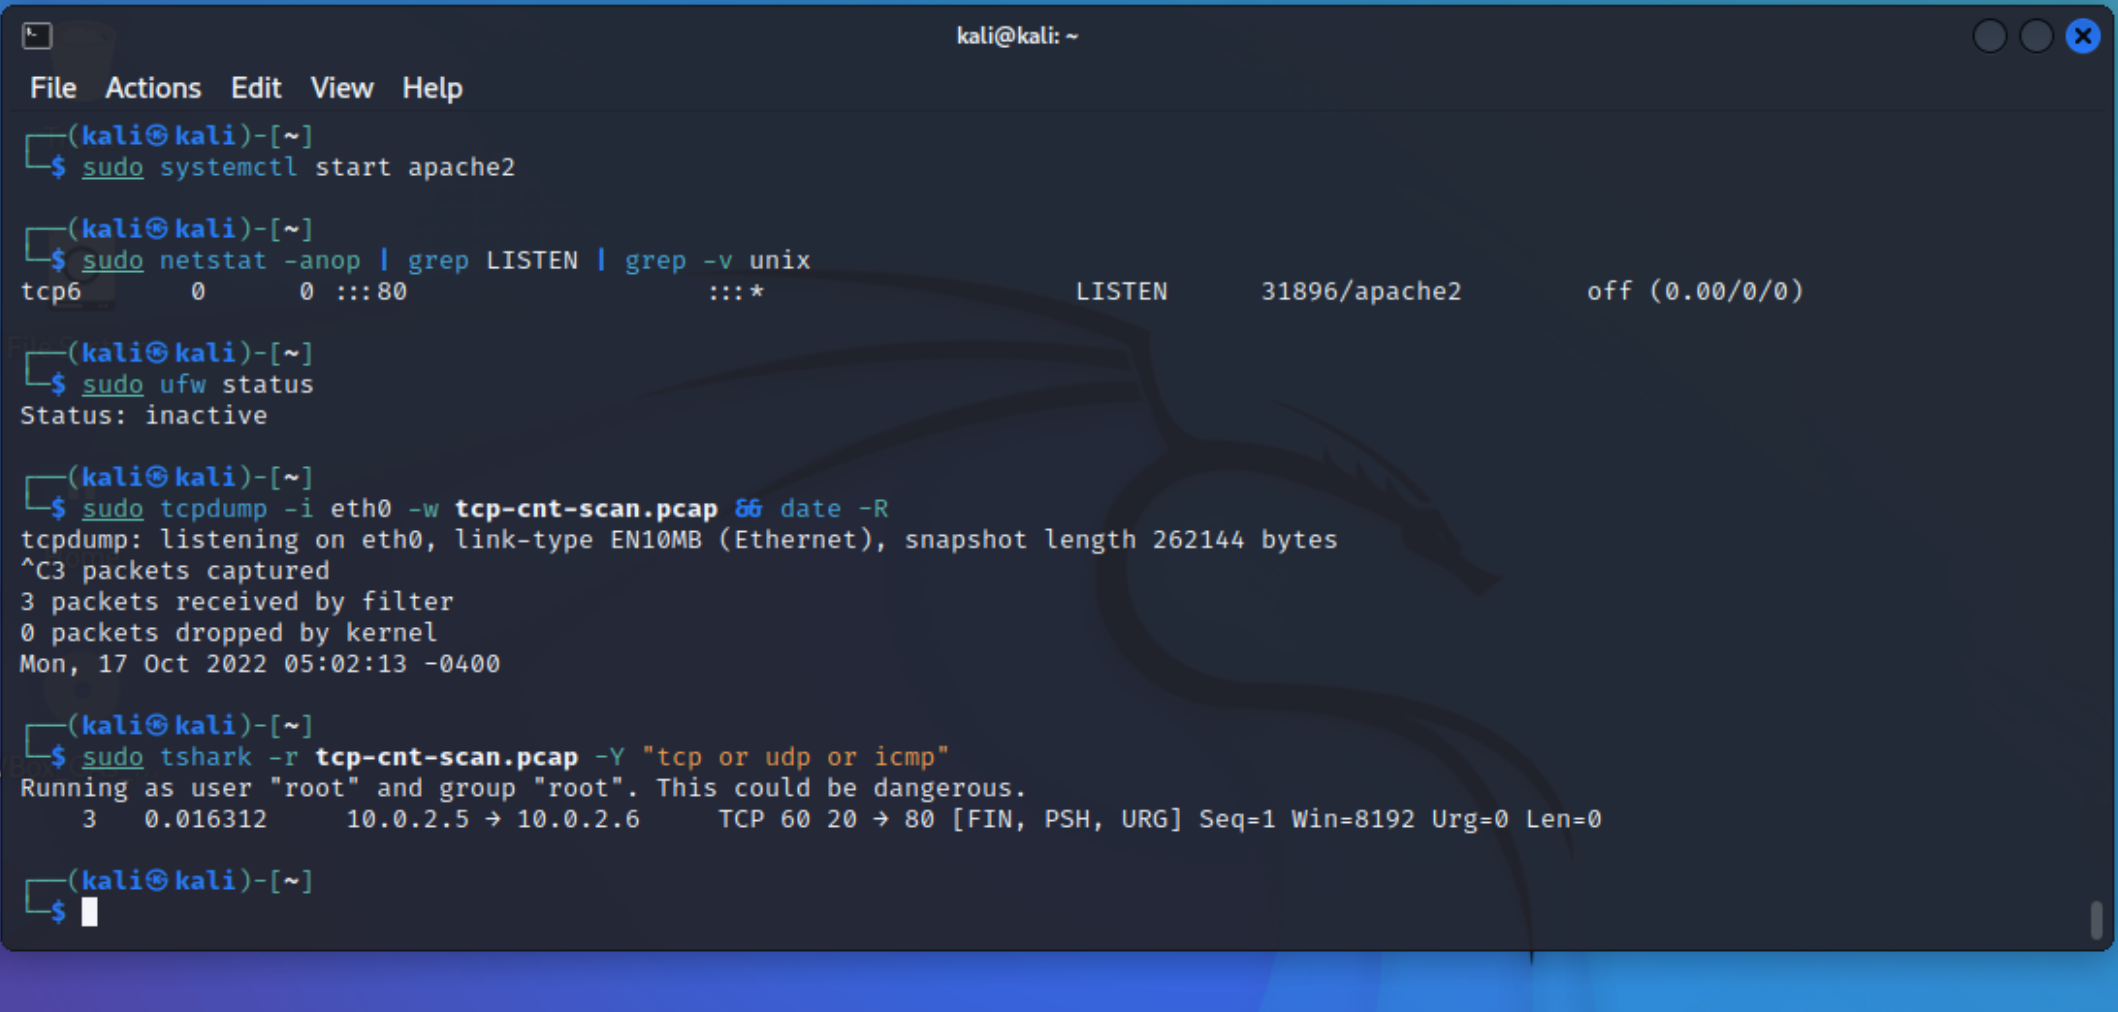 kali@kali: ~
File Actions Edit View Help
┌──(kali㉿kali)-[~]
└─$ sudo systemctl start apache2
┌──(kali㉿kali)-[~]
└─$ sudo netstat -anop | grep LISTEN | grep -v unix
tcp6       0      0 :::80                   :::*                    LISTEN      31896/apache2        off (0.00/0/0)
┌──(kali㉿kali)-[~]
└─$ sudo ufw status
Status: inactive
┌──(kali㉿kali)-[~]
└─$ sudo tcpdump -i eth0 -w tcp-cnt-scan.pcap && date -R
tcpdump: listening on eth0, link-type EN10MB (Ethernet), snapshot length 262144 bytes
^C3 packets captured
3 packets received by filter
0 packets dropped by kernel
Mon, 17 Oct 2022 05:02:13 -0400
┌──(kali㉿kali)-[~]
└─$ sudo tshark -r tcp-cnt-scan.pcap -Y "tcp or udp or icmp"
Running as user "root" and group "root". This could be dangerous.
    3   0.016312     10.0.2.5 → 10.0.2.6     TCP 60 20 → 80 [FIN, PSH, URG] Seq=1 Win=8192 Urg=0 Len=0
┌──(kali㉿kali)-[~]
└─$